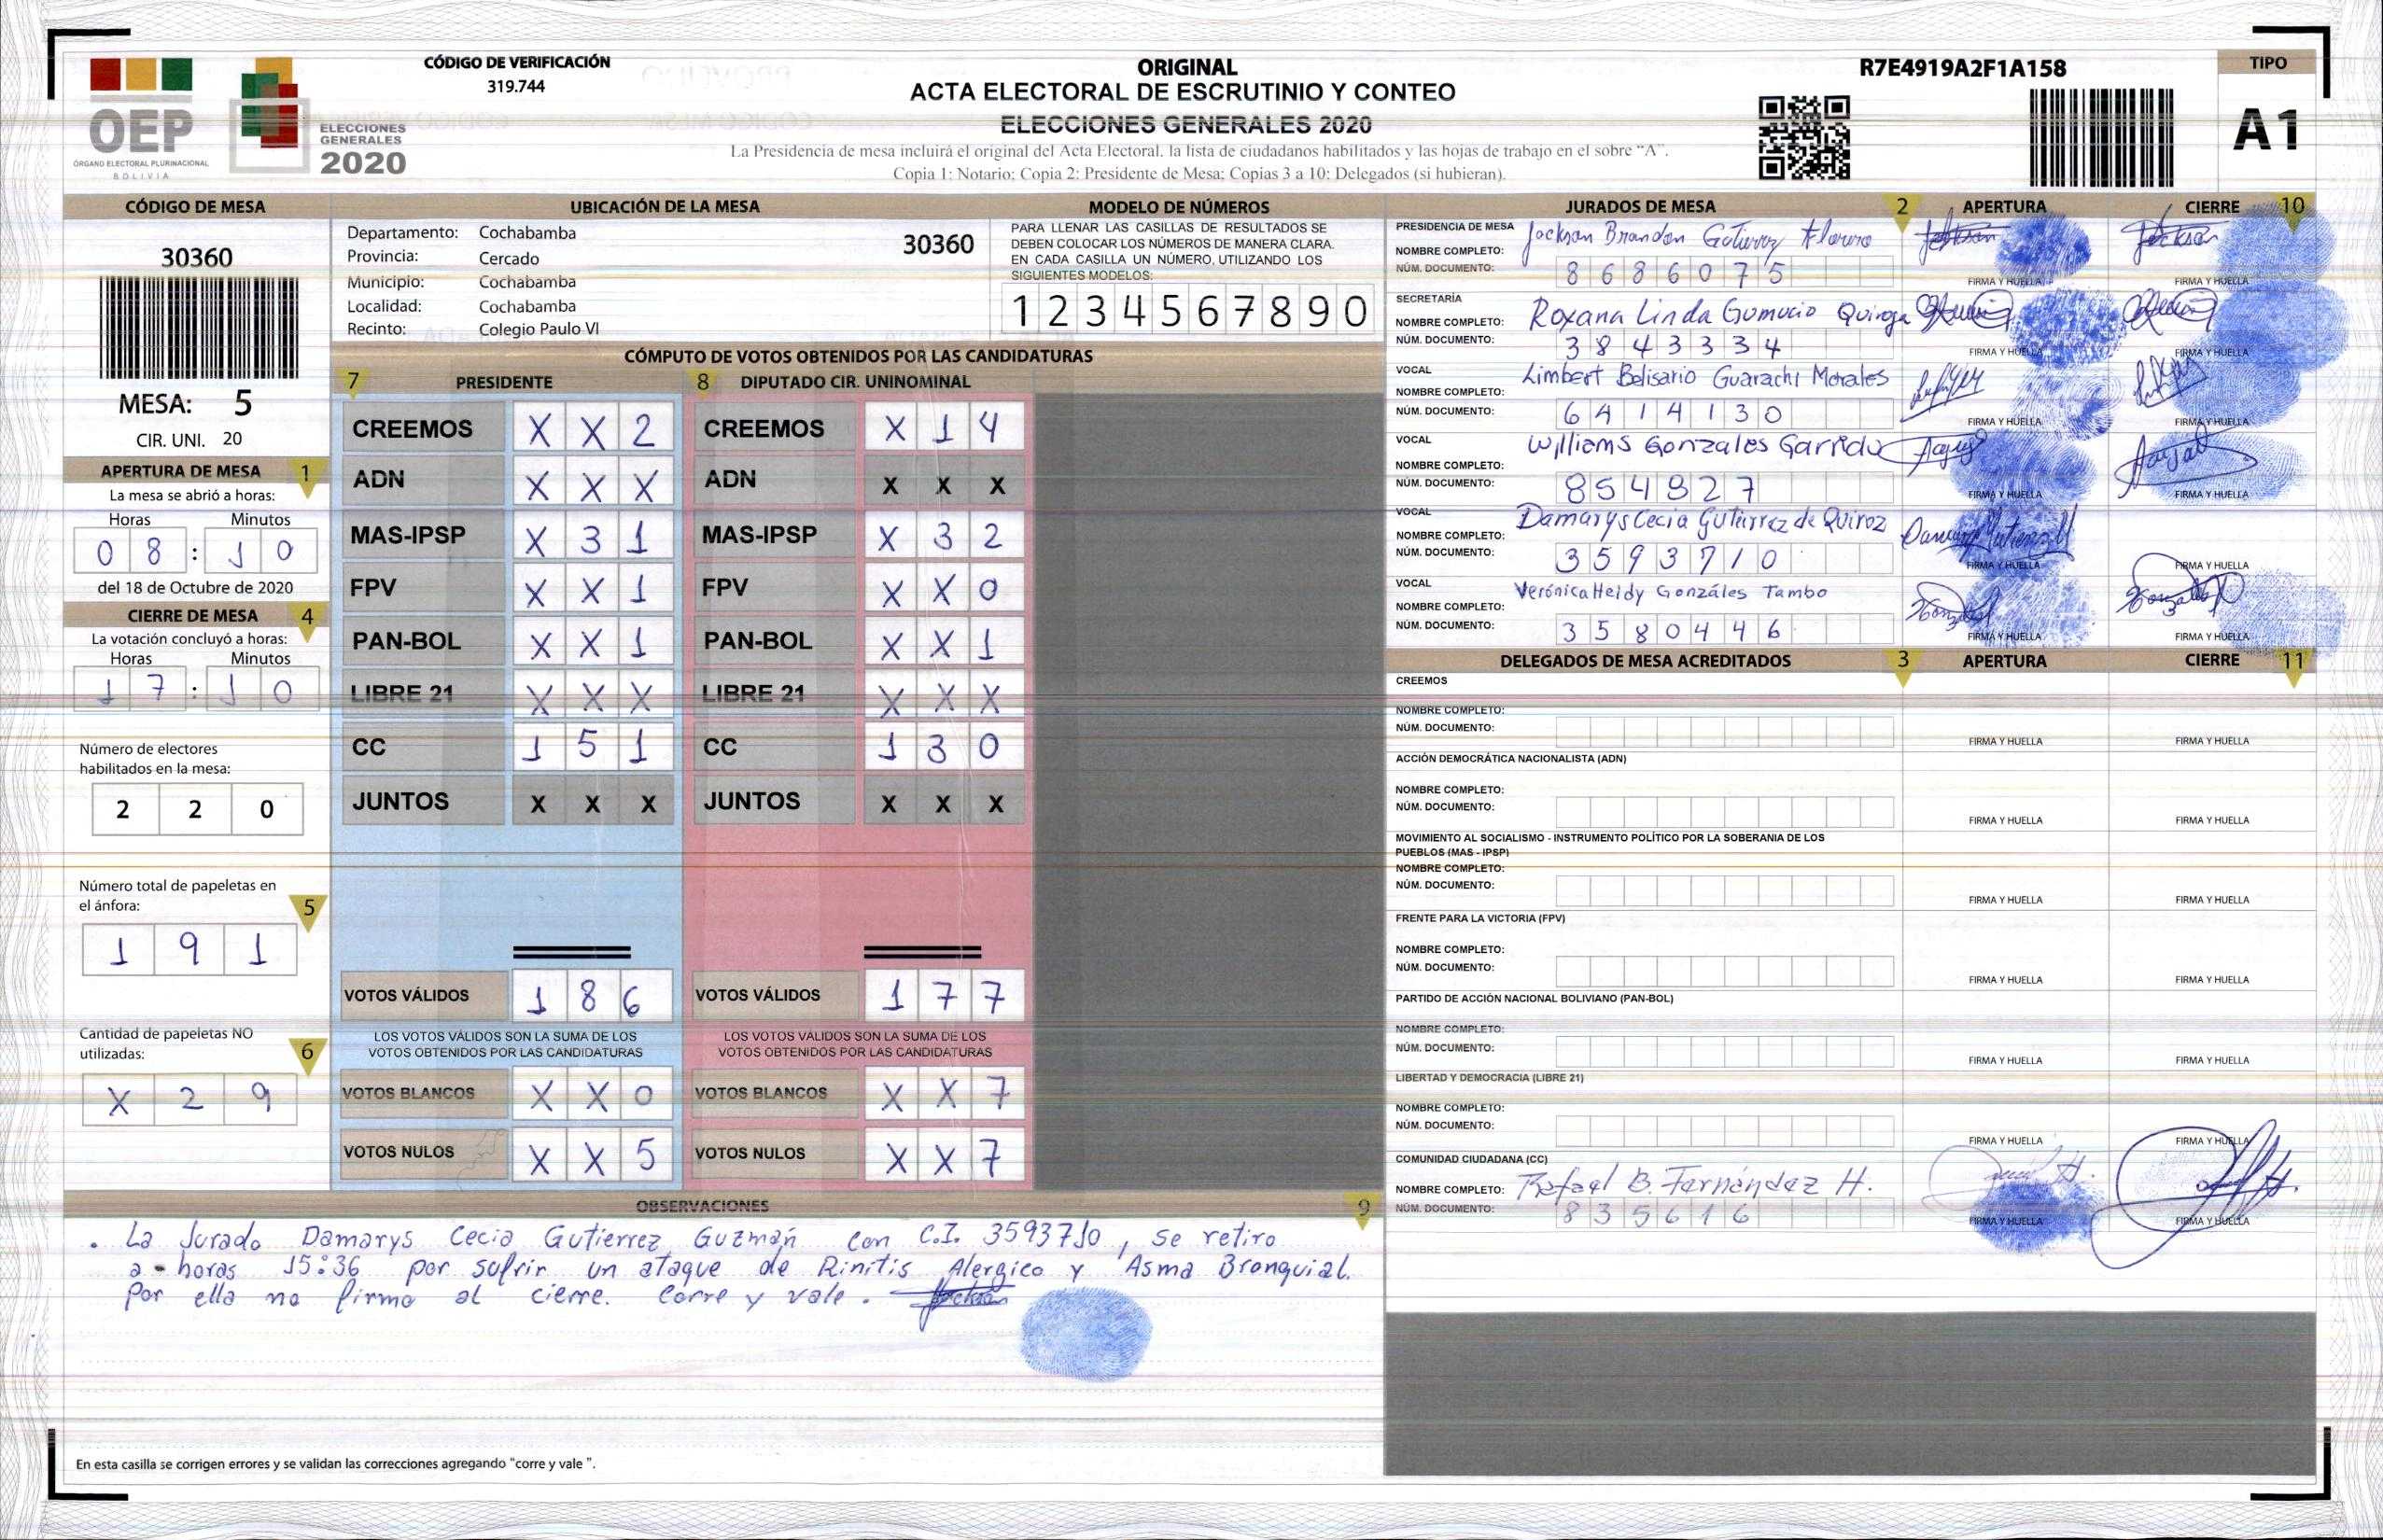 OEP
ÓRGANO ELECTORAL PLURINACIONAL
BOLIVIA
ELECCIONES
GENERALES
2020
CÓDIGO DE VERIFICACIÓN
319.744
ORIGINAL
ACTA ELECTORAL DE ESCRUTINIO Y CONTEO
ELECCIONES GENERALES 2020
La Presidencia de mesa incluirá el original del Acta Electoral, la lista de ciudadanos habilitados y las hojas de trabajo en el sobre “A”.
Copia 1: Notario; Copia 2: Presidente de Mesa; Copias 3 a 10: Delegados (si hubieran).
R7E4919A2F1A158
TIPO
A1
CÓDIGO DE MESA
30360
MESA: 5
CIR. UNI. 20
APERTURA DE MESA 1
La mesa se abrió a horas:
Horas Minutos
0 8 : 1 0
del 18 de Octubre de 2020
CIERRE DE MESA 4
La votación concluyó a horas:
Horas Minutos
1 7 : 1 0
Número de electores
habilitados en la mesa:
2 2 0
Número total de papeletas en
el ánfora: 5
1 9 1
Cantidad de papeletas NO
utilizadas: 6
X 2 9
UBICACIÓN DE LA MESA
Departamento: Cochabamba
Provincia: Cercado
Municipio: Cochabamba
Localidad: Cochabamba
Recinto: Colegio Paulo VI
30360
MODELO DE NÚMEROS
PARA LLENAR LAS CASILLAS DE RESULTADOS SE
DEBEN COLOCAR LOS NÚMEROS DE MANERA CLARA.
EN CADA CASILLA UN NÚMERO, UTILIZANDO LOS
SIGUIENTES MODELOS:
1 2 3 4 5 6 7 8 9 0
CÓMPUTO DE VOTOS OBTENIDOS POR LAS CANDIDATURAS
7 PRESIDENTE 8 DIPUTADO CIR. UNINOMINAL
CREEMOS X X 2 CREEMOS X 1 4
ADN X X X ADN X X X
MAS-IPSP X 3 1 MAS-IPSP X 3 2
FPV X X 1 FPV X X 0
PAN-BOL X X 1 PAN-BOL X X 1
LIBRE 21 X X X LIBRE 21 X X X
CC 1 5 1 CC 1 3 0
JUNTOS X X X JUNTOS X X X
VOTOS VÁLIDOS 1 8 6 VOTOS VÁLIDOS 1 7 7
LOS VOTOS VÁLIDOS SON LA SUMA DE LOS LOS VOTOS VÁLIDOS SON LA SUMA DE LOS
VOTOS OBTENIDOS POR LAS CANDIDATURAS VOTOS OBTENIDOS POR LAS CANDIDATURAS
VOTOS BLANCOS X X 0 VOTOS BLANCOS X X 7
VOTOS NULOS X X 5 VOTOS NULOS X X 7
OBSERVACIONES 9
. La Jurado Damarys Cecia Gutierrez Guzmán con C.I. 3593710, se retiro
a horas 15:36 por sufrir un ataque de Rinitis Alergico y Asma Bronquial.
Por ello no firmo al cierre. Corre y vale.
En esta casilla se corrigen errores y se validan las correcciones agregando “corre y vale ”.
JURADOS DE MESA 2 APERTURA CIERRE 10
PRESIDENCIA DE MESA
NOMBRE COMPLETO: Jackson Brandon Gutierrez Florero
NÚM. DOCUMENTO: 8 6 8 6 0 7 5
FIRMA Y HUELLA FIRMA Y HUELLA
SECRETARÍA
NOMBRE COMPLETO: Roxana Linda Gumucio Quiroga
NÚM. DOCUMENTO: 3 8 4 3 3 3 4
FIRMA Y HUELLA FIRMA Y HUELLA
VOCAL
NOMBRE COMPLETO: Limbert Belisario Guarachi Morales
NÚM. DOCUMENTO: 6 4 1 4 1 3 0
FIRMA Y HUELLA FIRMA Y HUELLA
VOCAL
NOMBRE COMPLETO: Williams Gonzales Garrido
NÚM. DOCUMENTO: 8 5 4 8 2 7
FIRMA Y HUELLA FIRMA Y HUELLA
VOCAL
NOMBRE COMPLETO: Damarys Cecia Gutierrez de Quiroz
NÚM. DOCUMENTO: 3 5 9 3 7 1 0
FIRMA Y HUELLA FIRMA Y HUELLA
VOCAL
NOMBRE COMPLETO: Verónica Heidy Gonzáles Tambo
NÚM. DOCUMENTO: 3 5 8 0 4 4 6
FIRMA Y HUELLA FIRMA Y HUELLA
DELEGADOS DE MESA ACREDITADOS 3 APERTURA CIERRE 11
CREEMOS
NOMBRE COMPLETO:
NÚM. DOCUMENTO:
FIRMA Y HUELLA FIRMA Y HUELLA
ACCIÓN DEMOCRÁTICA NACIONALISTA (ADN)
NOMBRE COMPLETO:
NÚM. DOCUMENTO:
FIRMA Y HUELLA FIRMA Y HUELLA
MOVIMIENTO AL SOCIALISMO - INSTRUMENTO POLÍTICO POR LA SOBERANIA DE LOS
PUEBLOS (MAS - IPSP)
NOMBRE COMPLETO:
NÚM. DOCUMENTO:
FIRMA Y HUELLA FIRMA Y HUELLA
FRENTE PARA LA VICTORIA (FPV)
NOMBRE COMPLETO:
NÚM. DOCUMENTO:
FIRMA Y HUELLA FIRMA Y HUELLA
PARTIDO DE ACCIÓN NACIONAL BOLIVIANO (PAN-BOL)
NOMBRE COMPLETO:
NÚM. DOCUMENTO:
FIRMA Y HUELLA FIRMA Y HUELLA
LIBERTAD Y DEMOCRACIA (LIBRE 21)
NOMBRE COMPLETO:
NÚM. DOCUMENTO:
FIRMA Y HUELLA FIRMA Y HUELLA
COMUNIDAD CIUDADANA (CC)
NOMBRE COMPLETO: Rafael B. Fernández H.
NÚM. DOCUMENTO: 8 3 5 6 1 6
FIRMA Y HUELLA FIRMA Y HUELLA